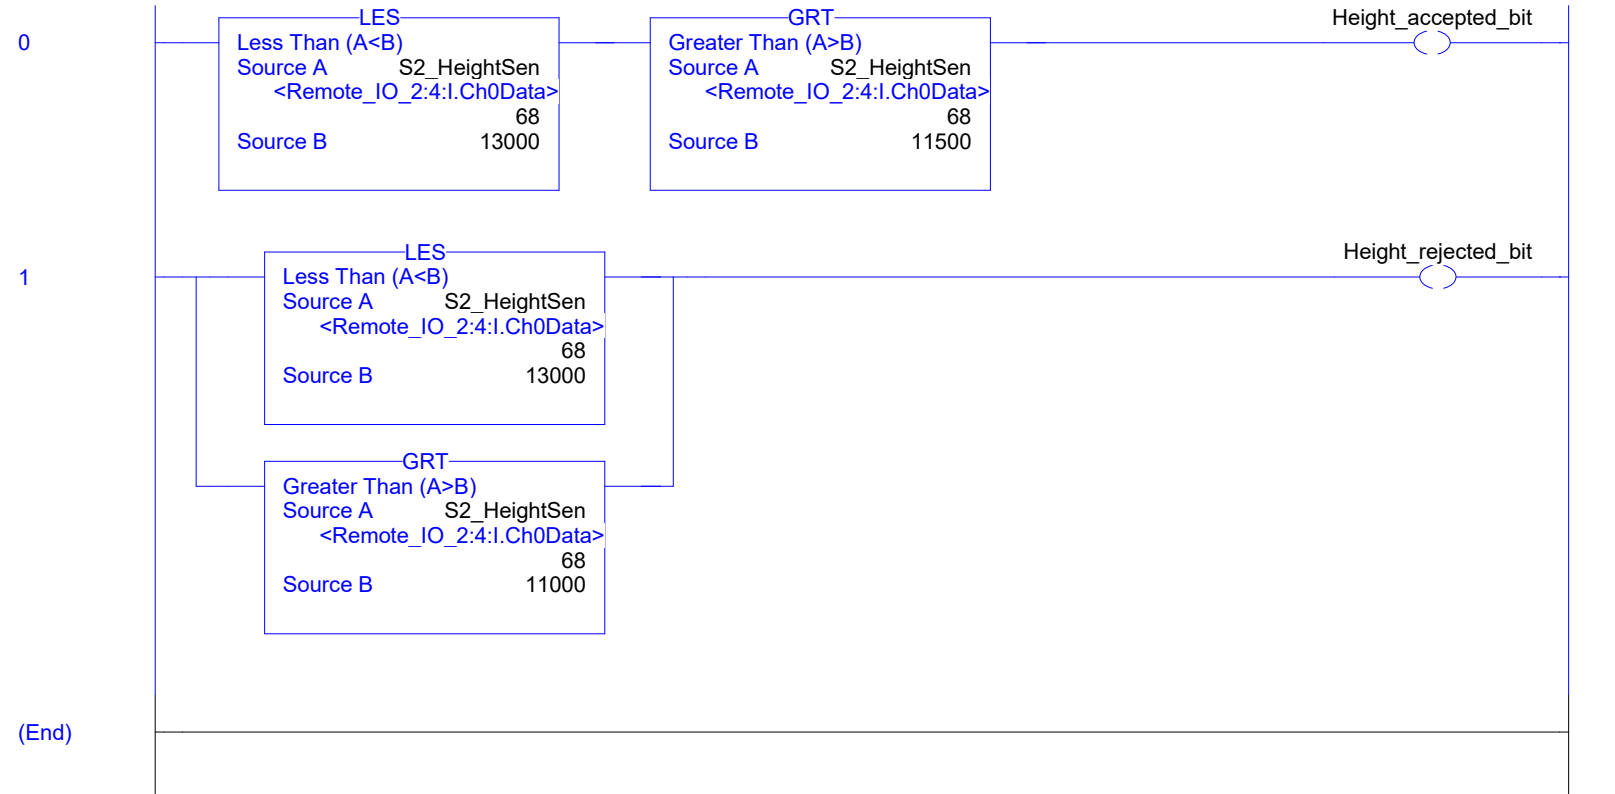 LES
GRT
Height_accepted_bit
0
Less Than (A<B)
Greater Than (A>B)
Source A S2_HeightSen
Source A S2_HeightSen
<Remote_IO_2:4:I.Ch0Data>
<Remote_IO_2:4:I.Ch0Data>
68
68
Source B 13000
Source B 11500
LES
Height_rejected_bit
1
Less Than (A<B)
Source A S2_HeightSen
<Remote_IO_2:4:I.Ch0Data>
68
Source B 13000
GRT
Greater Than (A>B)
Source A S2_HeightSen
<Remote_IO_2:4:I.Ch0Data>
68
Source B 11000
(End)